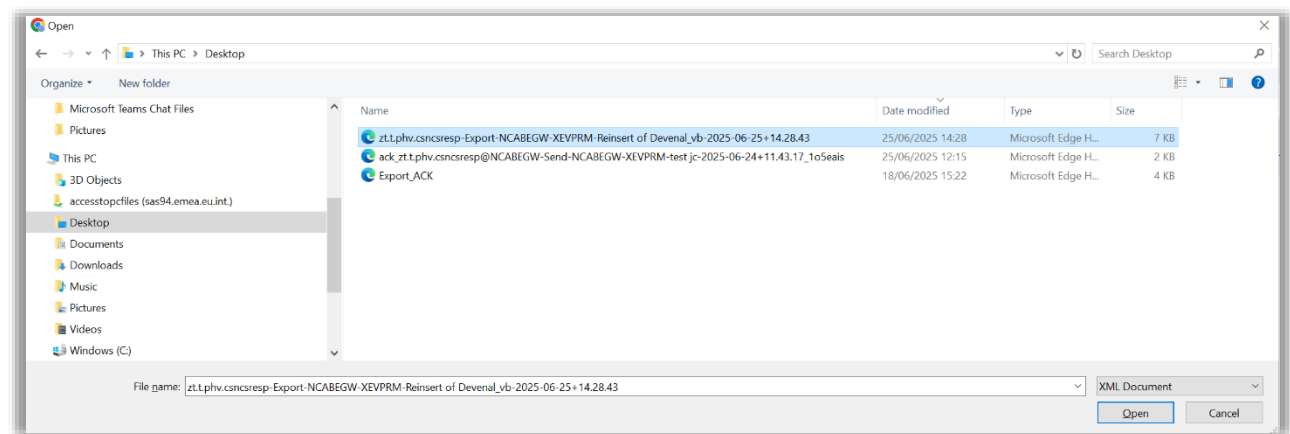 Open
This PC > Desktop
Search Desktop
Organize New folder
Microsoft Teams Chat Files
Pictures
This PC
3D Objects
accesstopcfiles (sas94.emea.eu.int.)
Desktop
Documents
Downloads
Music
Pictures
Videos
Windows (C:)
Name Date modified Type Size
zt.t.phv.csncsresp-Export-NCABEGW-XEVPRM-Reinsert of Devenal_vb-2025-06-25+14.28.43 25/06/2025 14:28 Microsoft Edge H... 7 KB
ack_zt.t.phv.csncsresp@NCABEGW-Send-NCABEGW-XEVPRM-test jc-2025-06-24+11.43.17_1o5eais 25/06/2025 12:15 Microsoft Edge H... 2 KB
Export_ACK 18/06/2025 15:22 Microsoft Edge H... 4 KB
File name: zt.t.phv.csncsresp-Export-NCABEGW-XEVPRM-Reinsert of Devenal_vb-2025-06-25+14.28.43 XML Document
Open Cancel